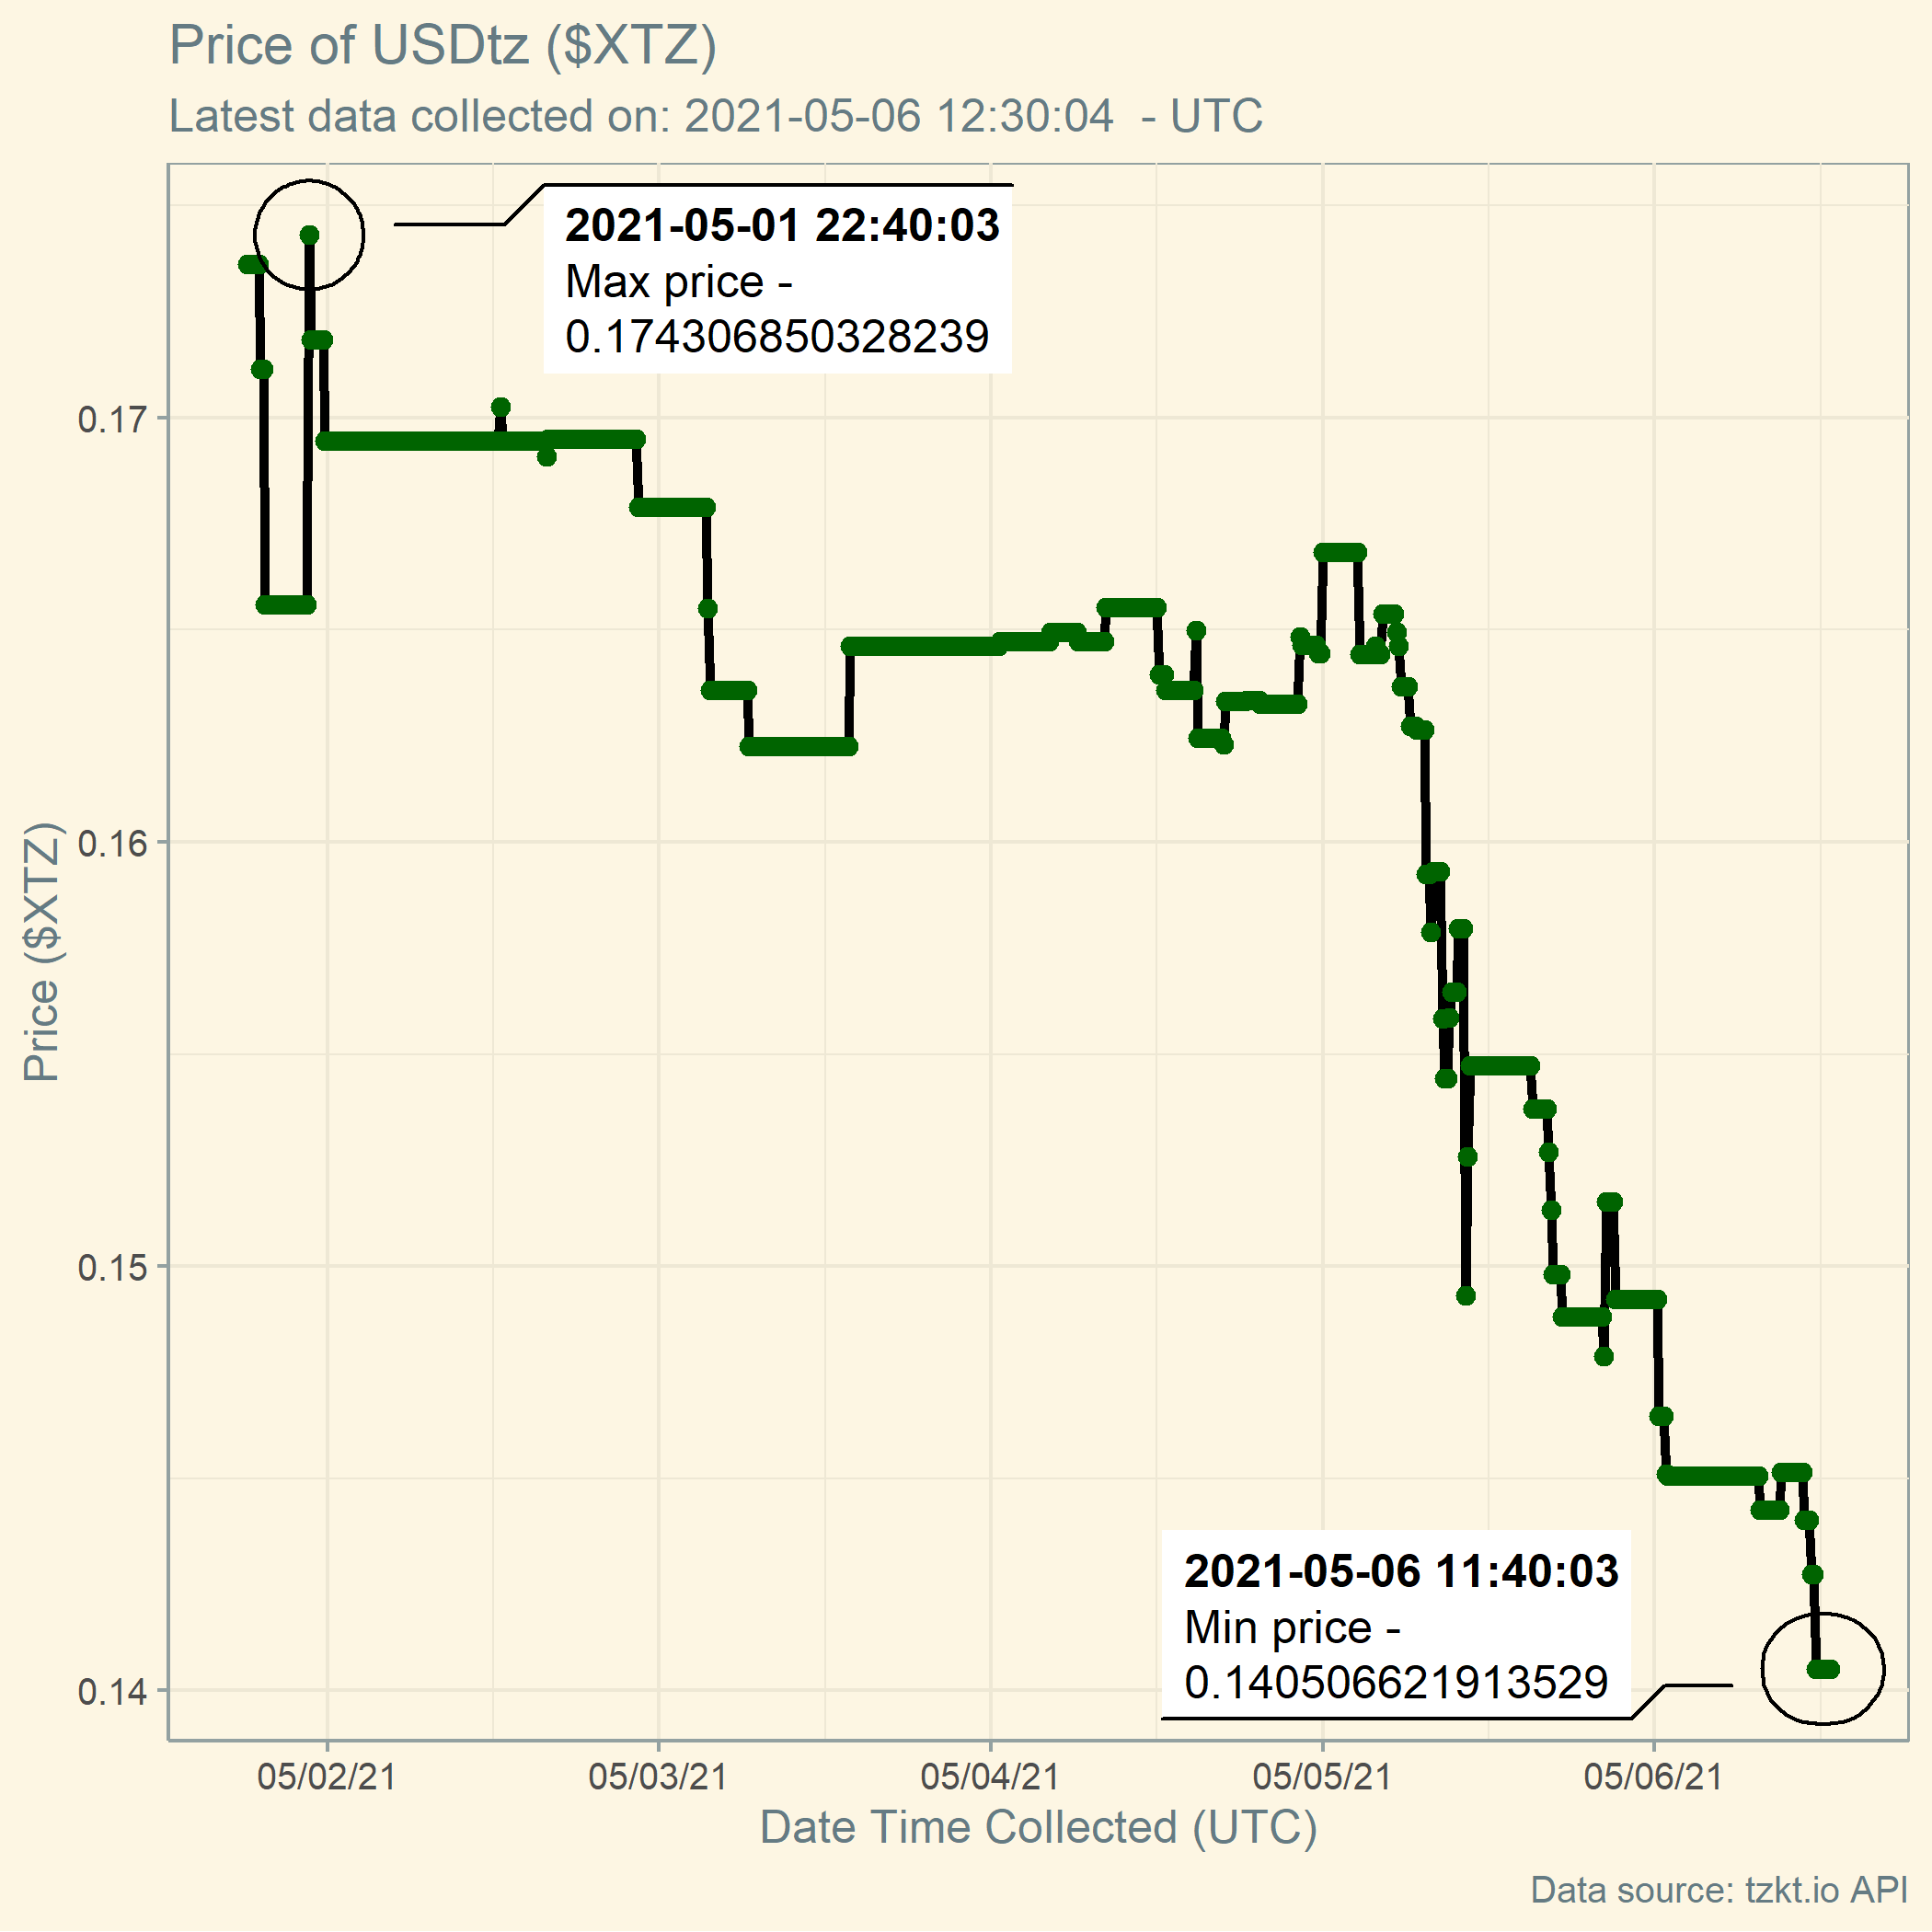 Price of USDtz ($XTZ)
Latest data collected on: 2021-05-06 12:30:04  - UTC
2021-05-01 22:40:03
Max price -
0.174306850328239
0.17
0.16
0.15
0.14
Price ($XTZ)
2021-05-06 11:40:03
Min price -
0.140506621913529
05/02/21
05/03/21
05/04/21
05/05/21
05/06/21
Date Time Collected (UTC)
Data source: tzkt.io API